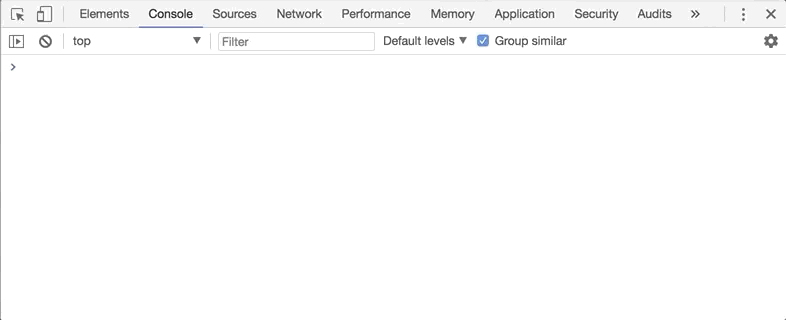 Elements Console Sources Network Performance Memory Application Security Audits »
top Filter Default levels Group similar